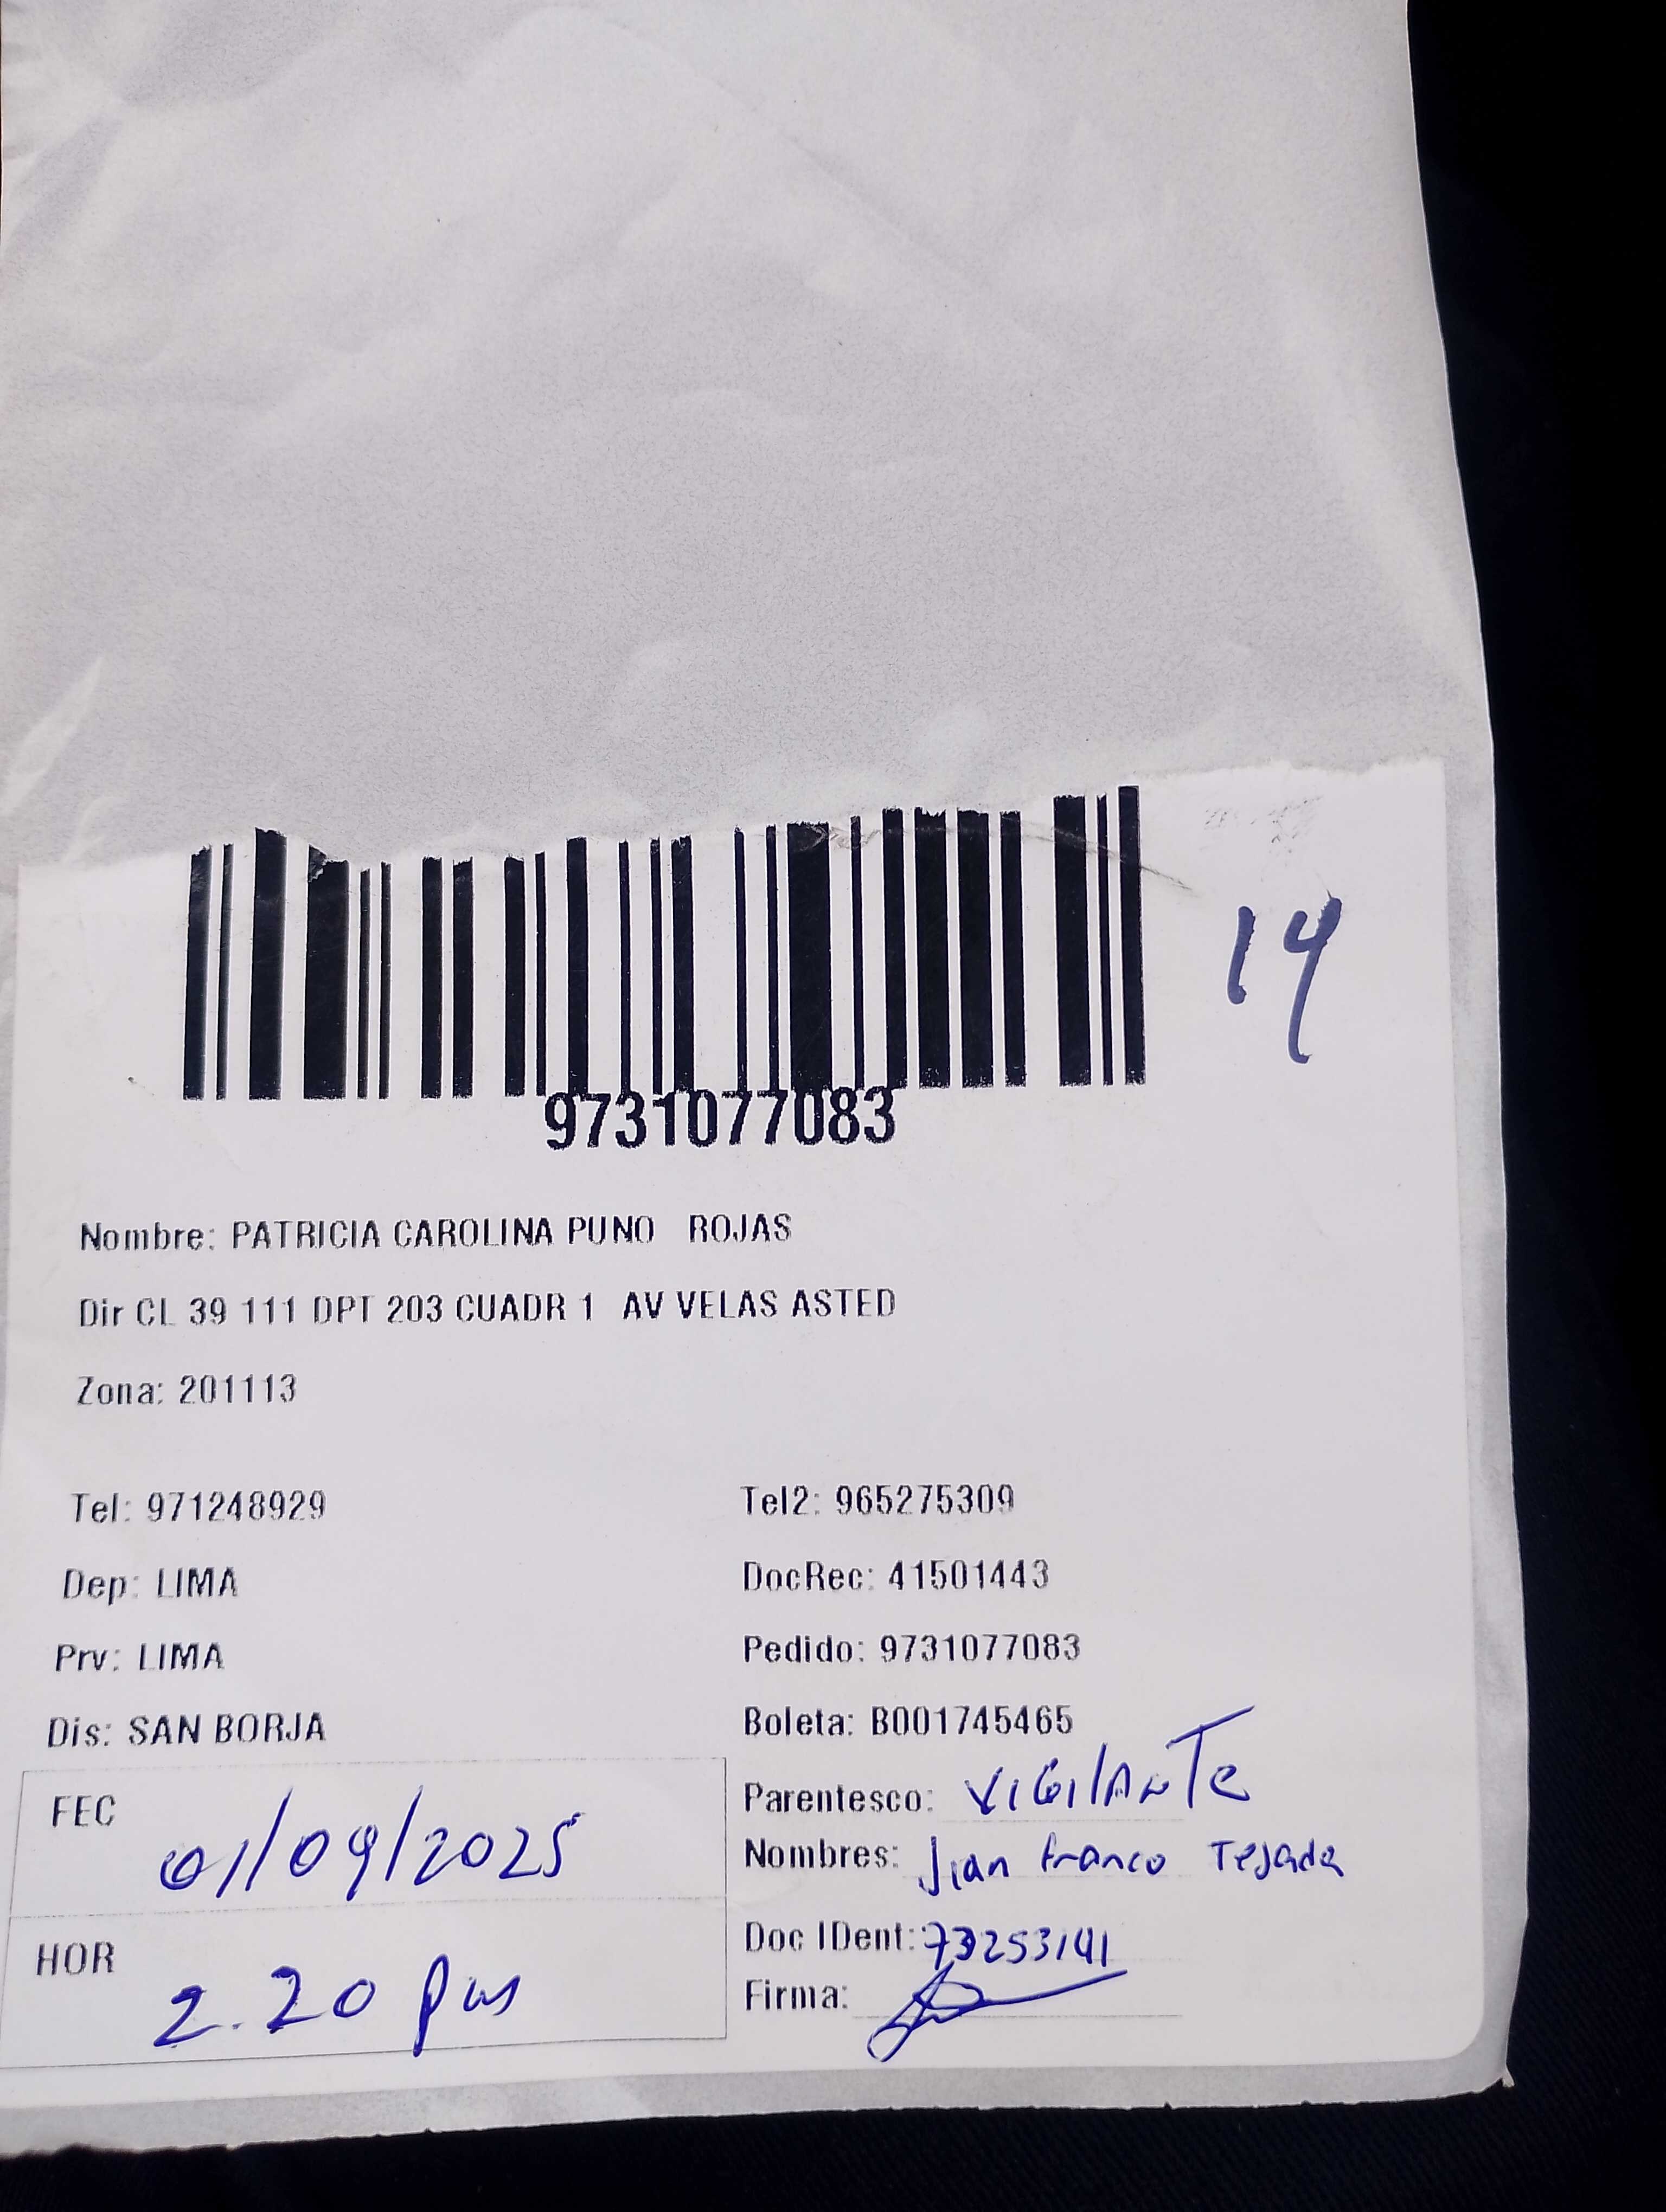 14
9731077083
Nombre: PATRICIA CAROLINA PUNO ROJAS
Dir CL 39 111 DPT 203 CUADR 1 AV VELAS ASTED
Zona: 201113
Tel: 971248929 Tel2: 965275309
Dep: LIMA DocRec: 41501443
Prv: LIMA Pedido: 9731077083
Dis: SAN BORJA Boleta: B001745465
FEC 01/09/2025 Parentesco: VIGILANTE
Nombres: Jian franco Tejada
HOR 2.20 pm Doc IDent: 73253141
Firma: